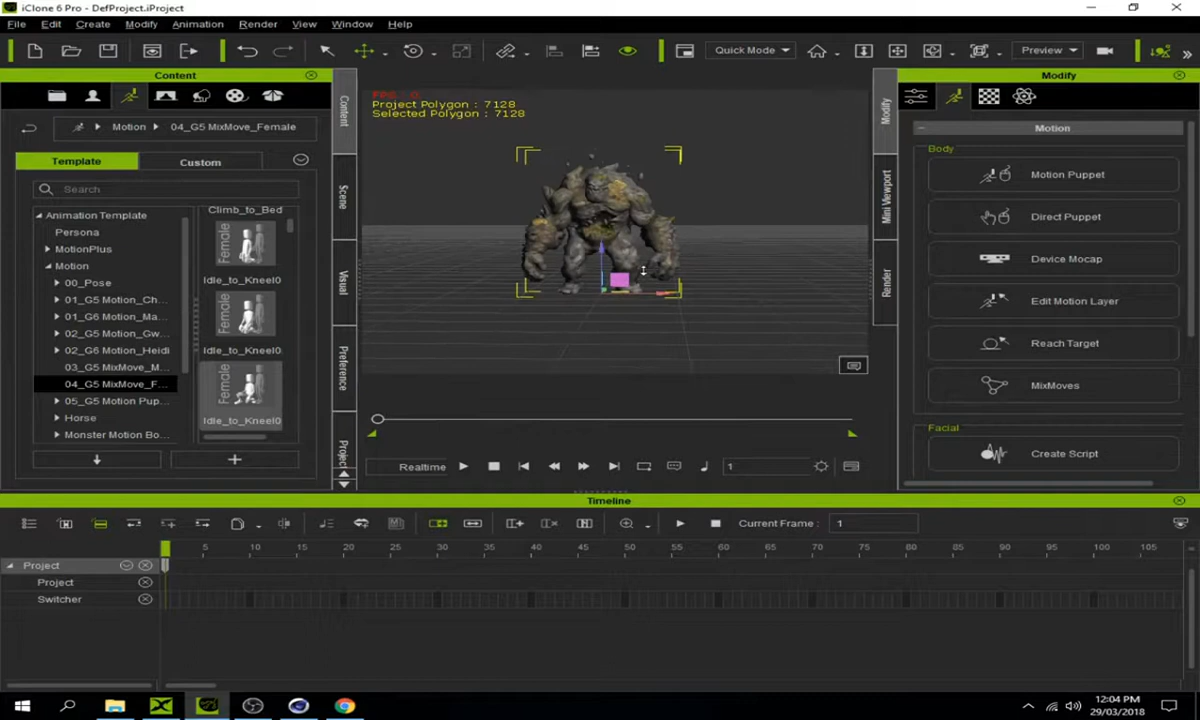 iClone 6 Pro - DefProject.iProject
File Edit Create Modify Animation Render View Window Help
Quick Mode
Preview
Content
Motion 04_G5 MixMove_Female
Template Custom
Search
Animation Template
Persona
MotionPlus
Motion
00_Pose
01_G5 Motion_Ch...
01_G6 Motion_Ma...
02_G5 Motion_Gw...
02_G6 Motion_Heidi
03_G5 MixMove_M...
04_G5 MixMove_F...
05_G5 Motion Pup...
Horse
Monster Motion Bo...
Climb_to_Bed
Female
Idle_to_Kneel0
Female
Idle_to_Kneel0
Female
Idle_to_Kneel0
Content
Scene
Visual
Preference
Project
Project Polygon : 7128
Selected Polygon : 7128
Realtime
1
Modify
Mini Viewport
Render
Modify
Motion
Body
Motion Puppet
Direct Puppet
Device Mocap
Edit Motion Layer
Reach Target
MixMoves
Facial
Create Script
Timeline
Current Frame : 1
5 10 15 20 25 30 35 40 45 50 55 60 65 70 75 80 85 90 95 100 105
Project
Project
Switcher
12:04 PM
29/03/2018